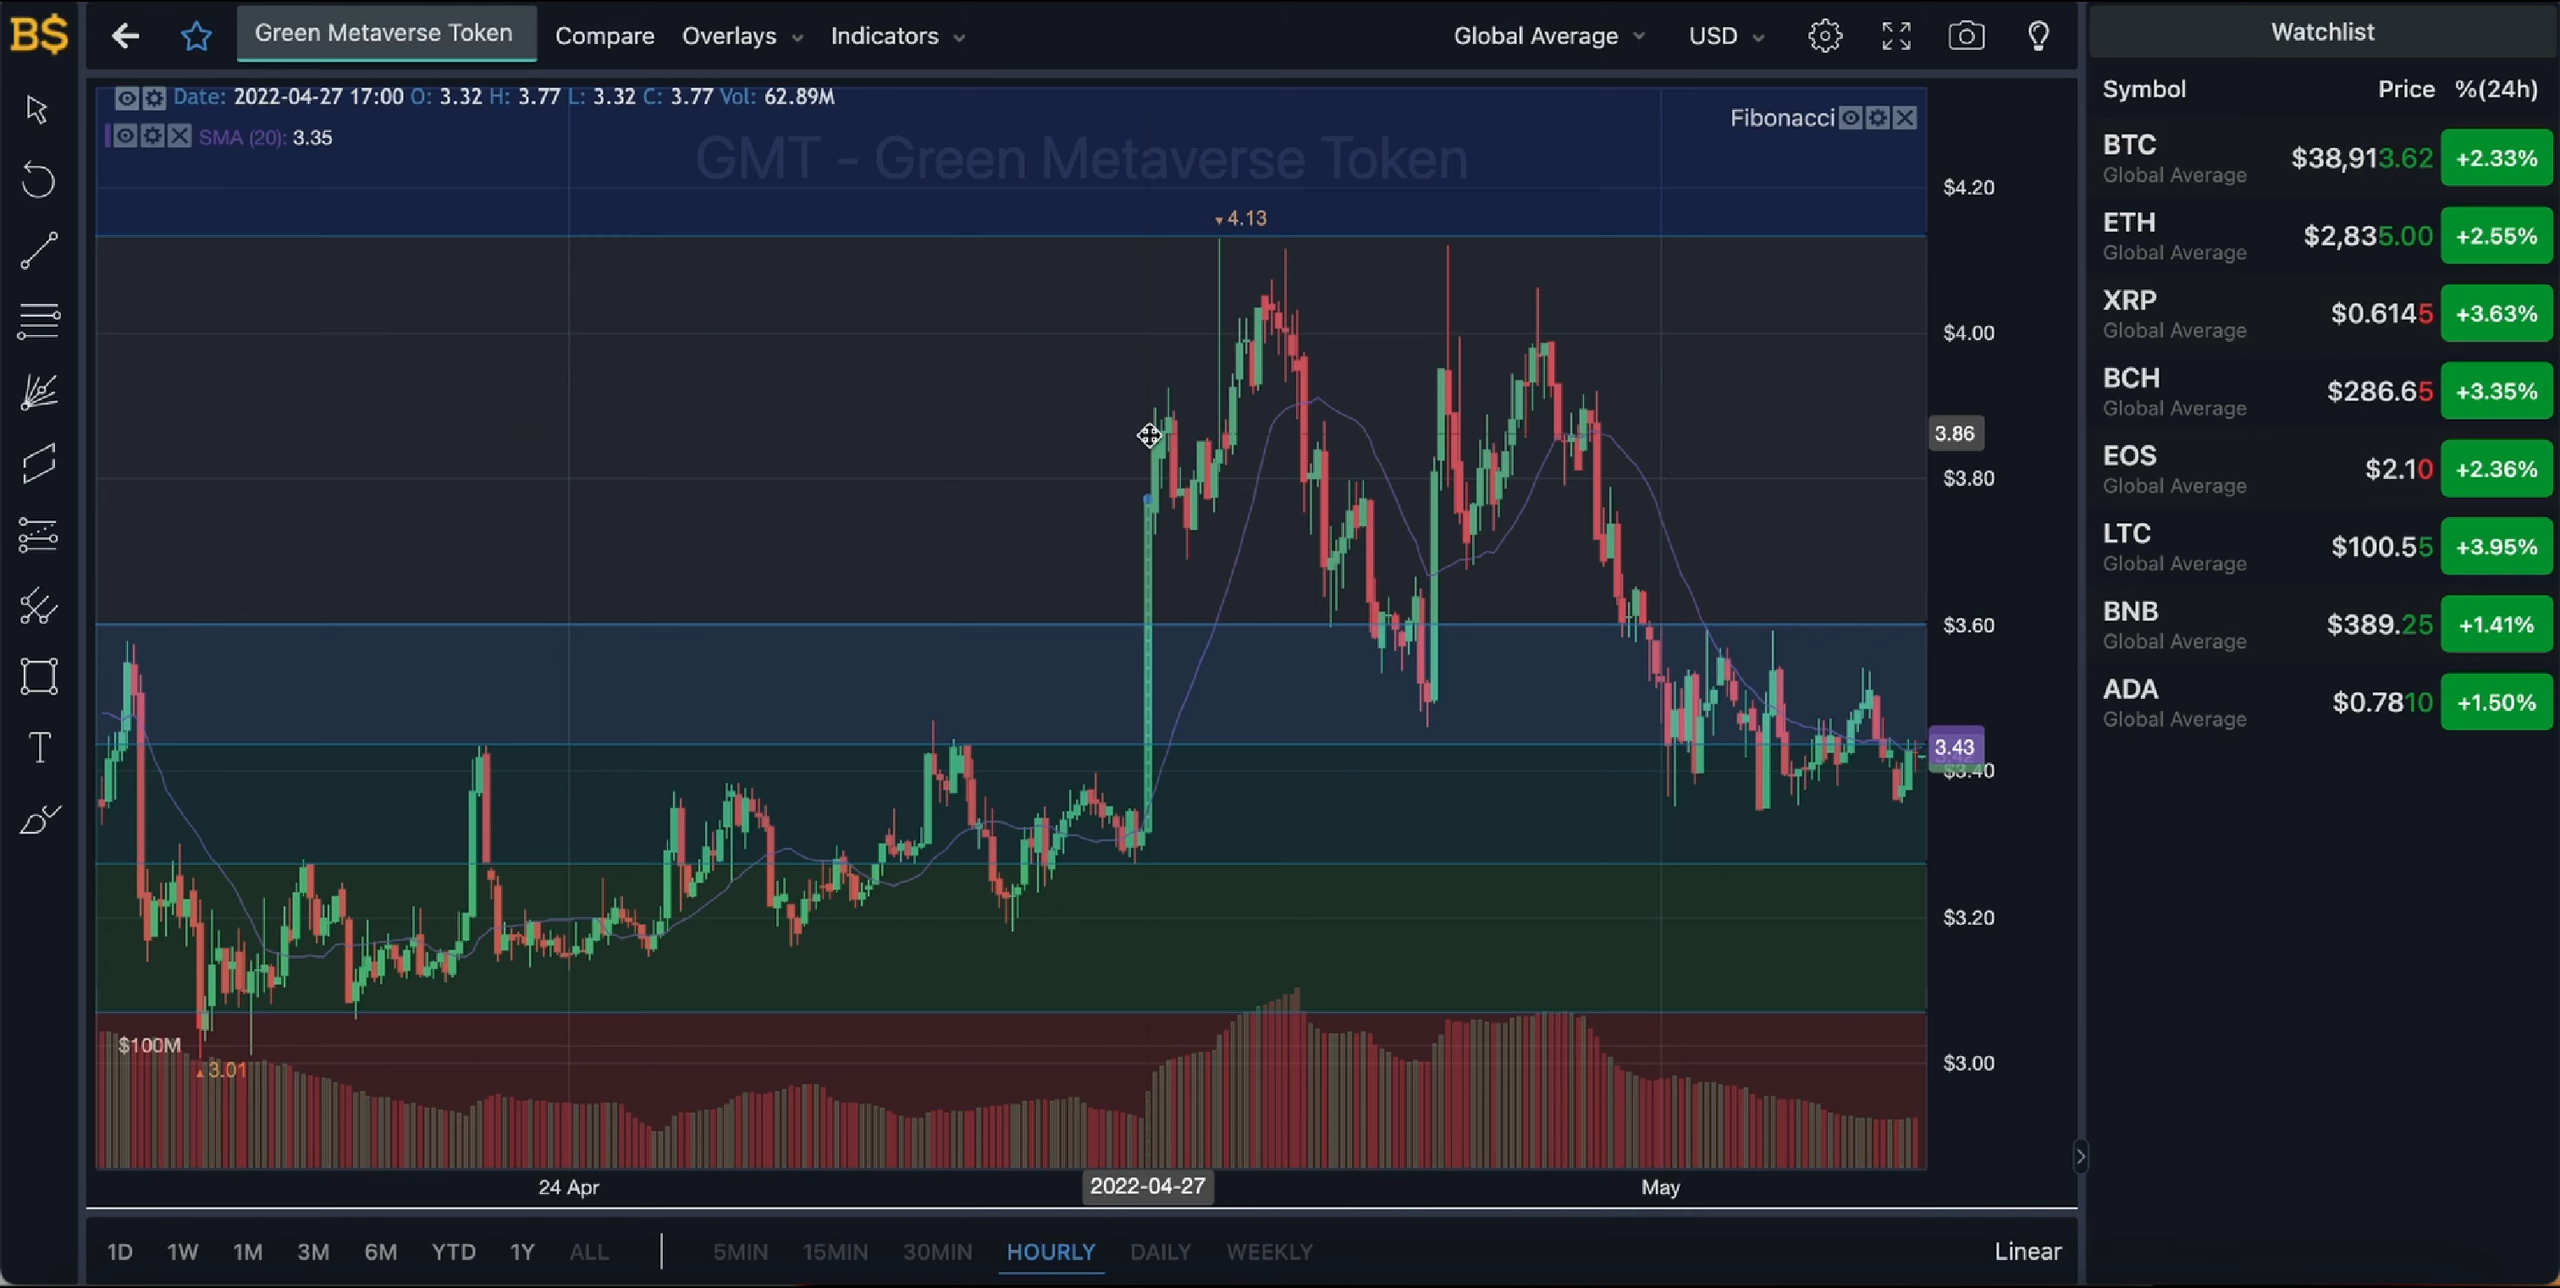 B$
Green Metaverse Token
Compare
Overlays
Indicators
Global Average
USD
Date: 2022-04-27 17:00 O: 3.32 H: 3.77 L: 3.32 C: 3.77 Vol: 62.89M
SMA (20): 3.35
Fibonacci
GMT - Green Metaverse Token
4.13
3.01
$100M
$4.20
$4.00
3.86
$3.80
$3.60
3.43
$3.40
$3.20
$3.00
24 Apr
2022-04-27
May
1D 1W 1M 3M 6M YTD 1Y ALL
5MIN 15MIN 30MIN HOURLY DAILY WEEKLY
Linear
Watchlist
Symbol Price %(24h)
BTC $38,913.62 +2.33%
Global Average
ETH $2,835.00 +2.55%
Global Average
XRP $0.6145 +3.63%
Global Average
BCH $286.65 +3.35%
Global Average
EOS $2.10 +2.36%
Global Average
LTC $100.55 +3.95%
Global Average
BNB $389.25 +1.41%
Global Average
ADA $0.7810 +1.50%
Global Average